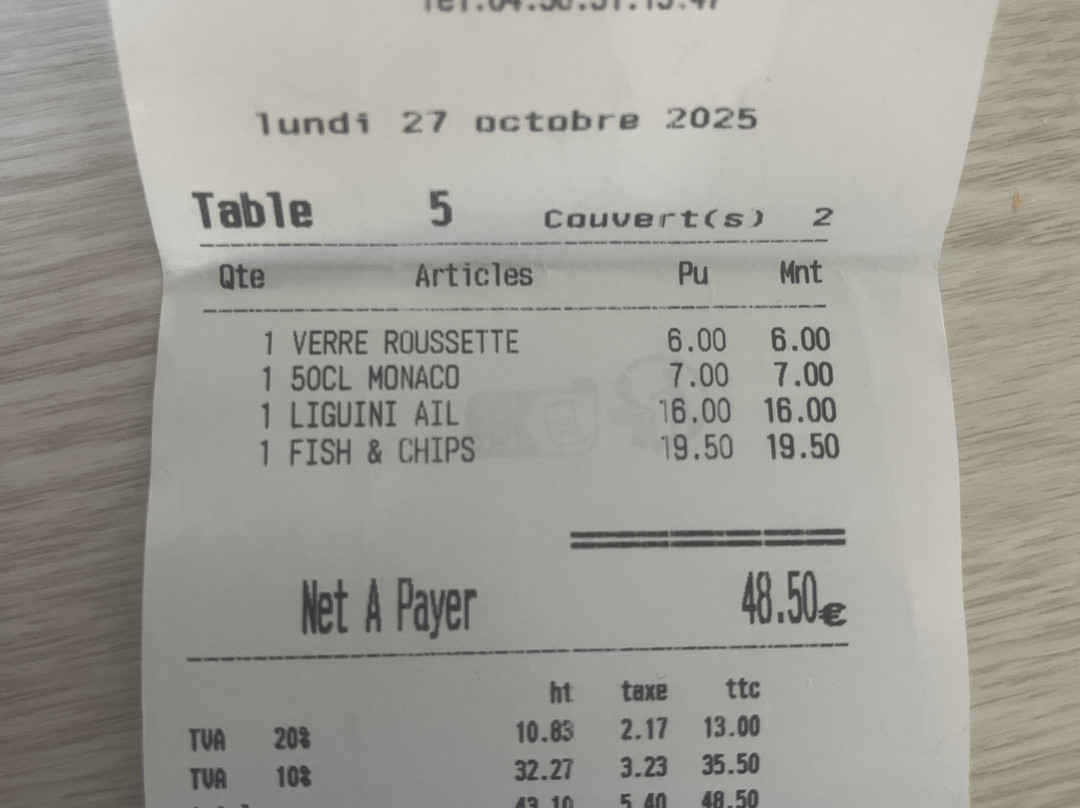 lundi 27 octobre 2025
Table 5 Couvert(s) 2
Qte Articles Pu Mnt
1 VERRE ROUSSETTE 6.00 6.00
1 50CL MONACO 7.00 7.00
1 LIGUINI AIL 16.00 16.00
1 FISH & CHIPS 19.50 19.50
Net A Payer 48.50€
ht taxe ttc
TVA 20% 10.83 2.17 13.00
TVA 10% 32.27 3.23 35.50
43.10 5.40 48.50